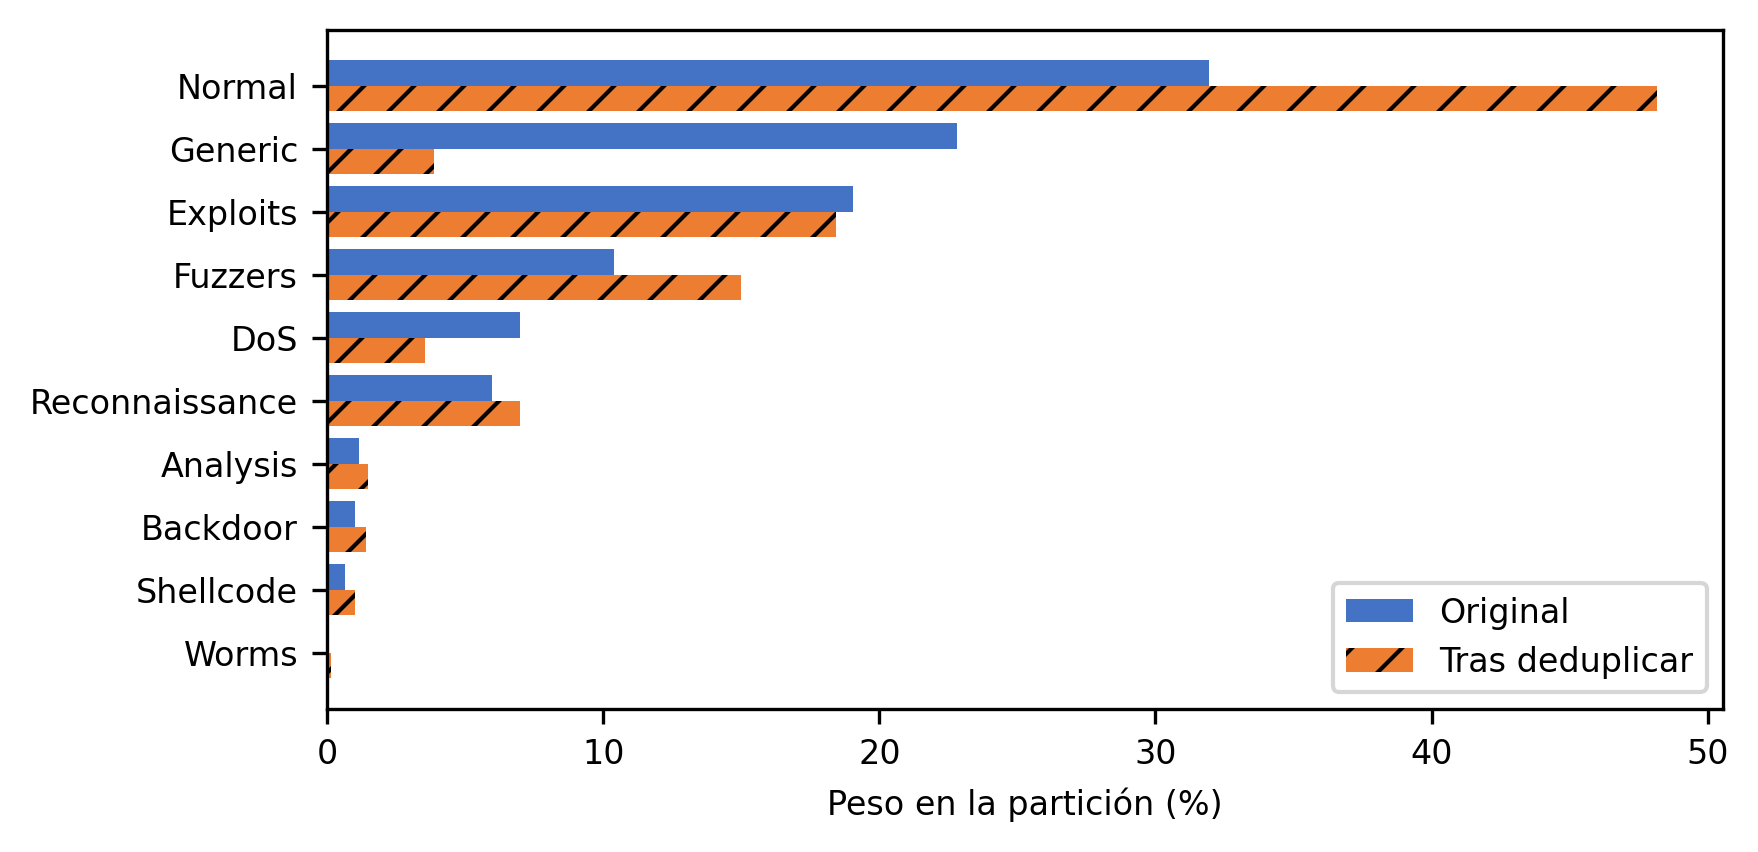 Normal
Generic
Exploits
Fuzzers
DoS
Reconnaissance
Analysis
Backdoor
Shellcode
Worms
Original
Tras deduplicar
0 10 20 30 40 50
Peso en la partición (%)